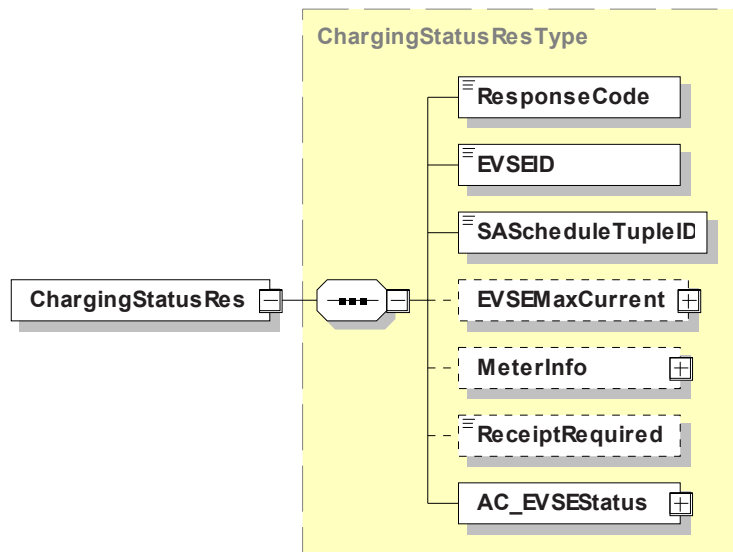 ChargingStatusResType
ResponseCode
EVSEID
SAScheduleTupleID
ChargingStatusRes
EVSEMaxCurrent
MeterInfo
ReceiptRequired
AC_EVSEStatus